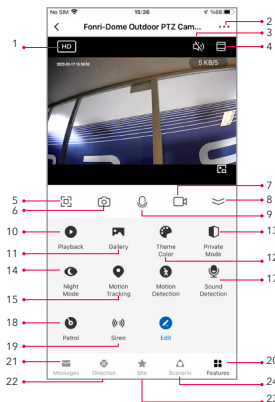 No SIM 15:36 66
Fonri-Dome Outdoor PTZ Cam... 2
3
1 HD 4
5 KB/S
7
5 8
6 9
10 Playback Gallery Theme Color Private Mode 13
11 12
14 Night Mode Motion Tracking Motion Detection Sound Detection 17
15
18 Patrol Siren Edit
19 20
21 Messages Direction Site Scenario Features
22 24
23